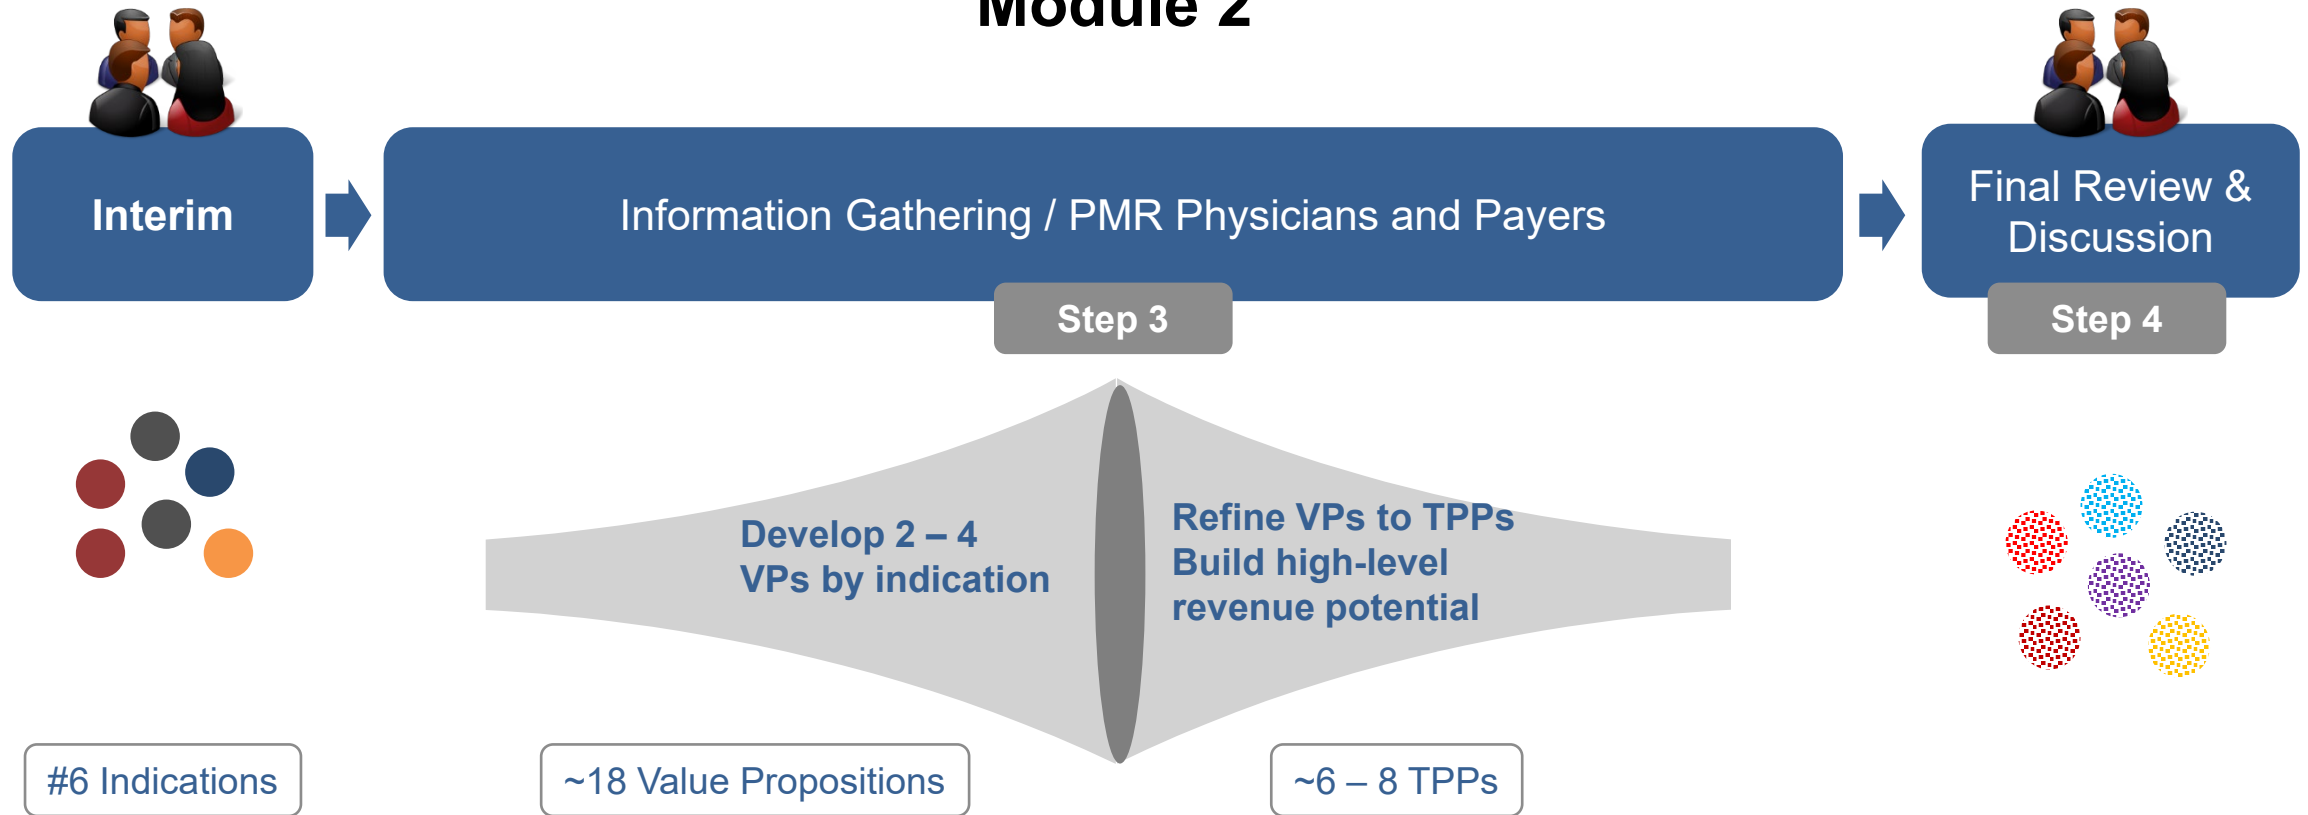 Module 2
Interim
Information Gathering / PMR Physicians and Payers
Final Review &
Discussion
Step 3
Step 4
Develop 2 – 4
VPs by indication
Refine VPs to TPPs
Build high-level
revenue potential
#6 Indications
~18 Value Propositions
~6 – 8 TPPs